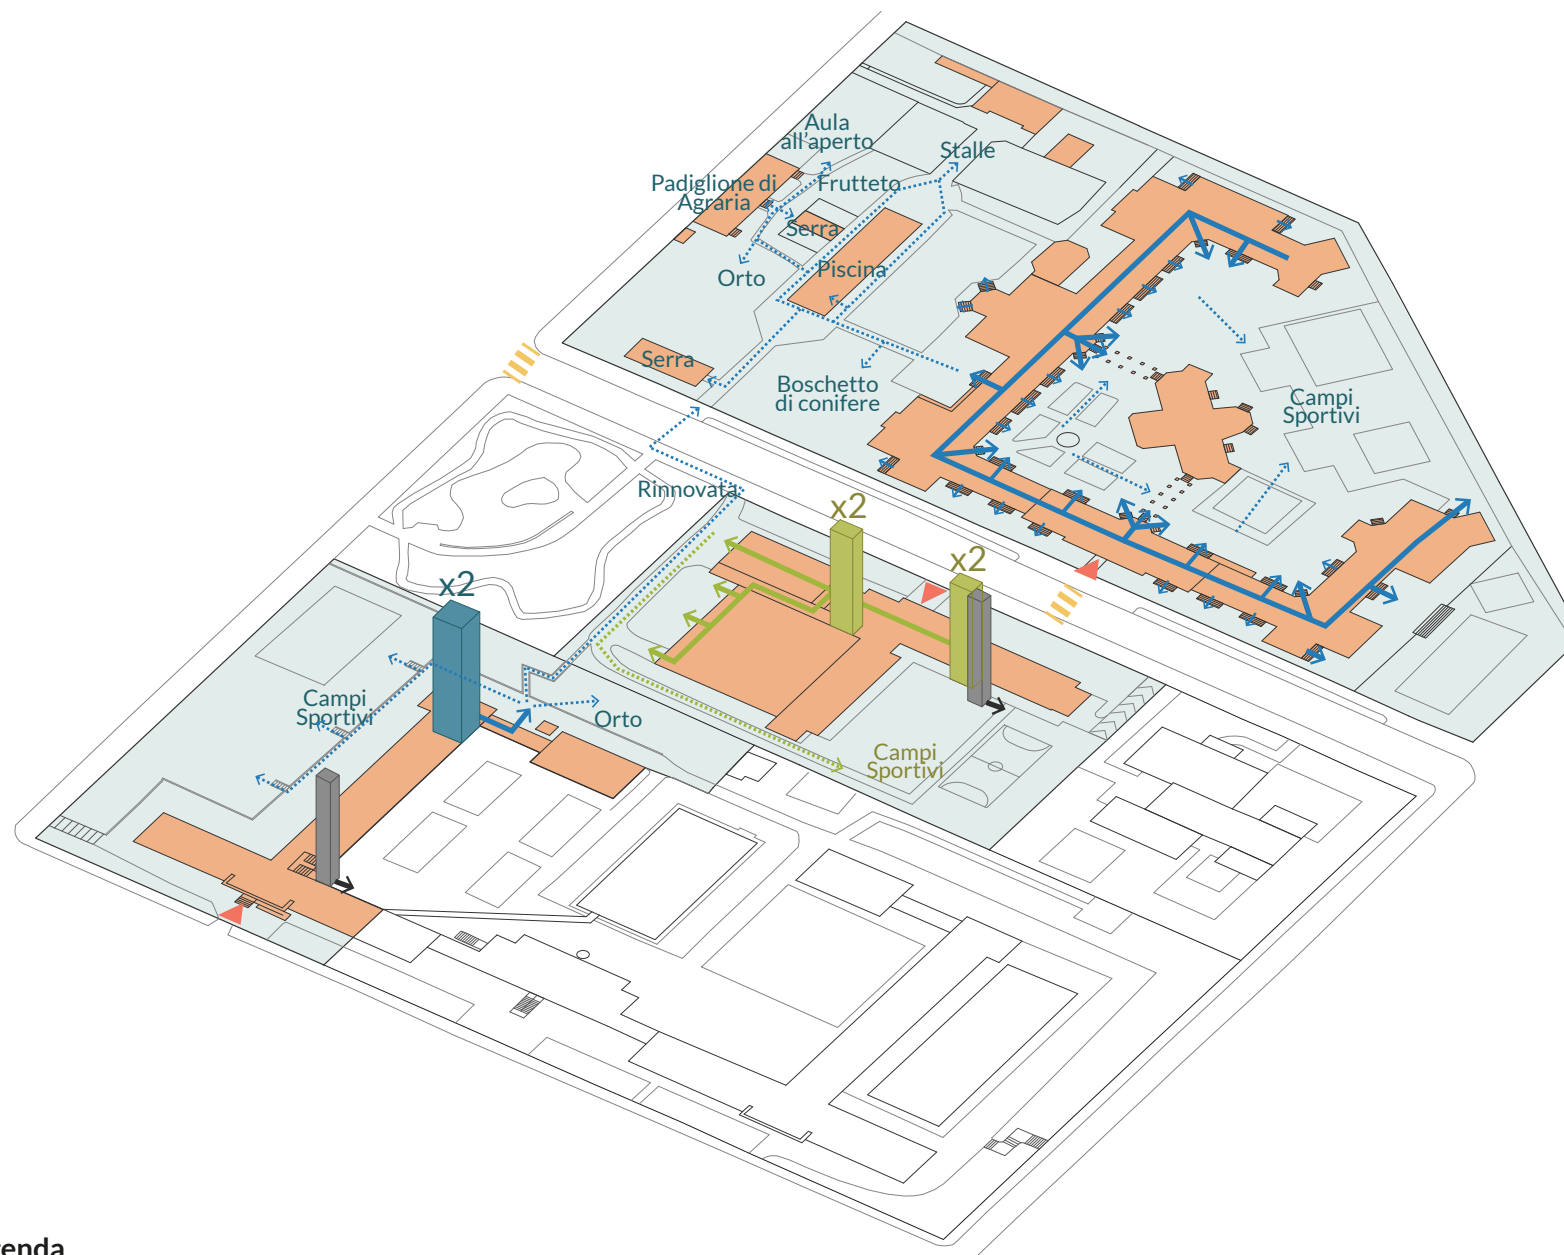 Aula
all'aperto
Stalle
Padiglione di
Agraria
Frutteto
Serra
Orto
Piscina
Serra
Boschetto
di conifere
Campi
Sportivi
Rinnovata
x2
x2
x2
Campi
Sportivi
Orto
Campi
Sportivi